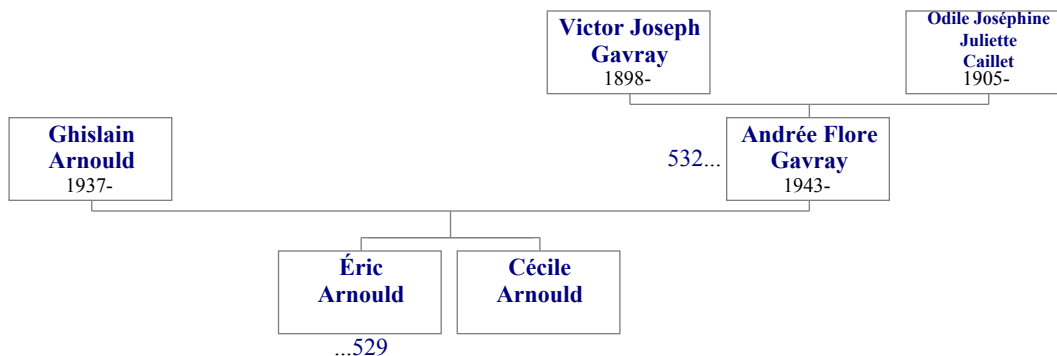 Victor Joseph
Gavray
1898-
Odile Joséphine
Juliette
Caillet
1905-
Ghislain
Arnould
1937-
532...
Andrée Flore
Gavray
1943-
Éric
Arnould
Cécile
Arnould
...529